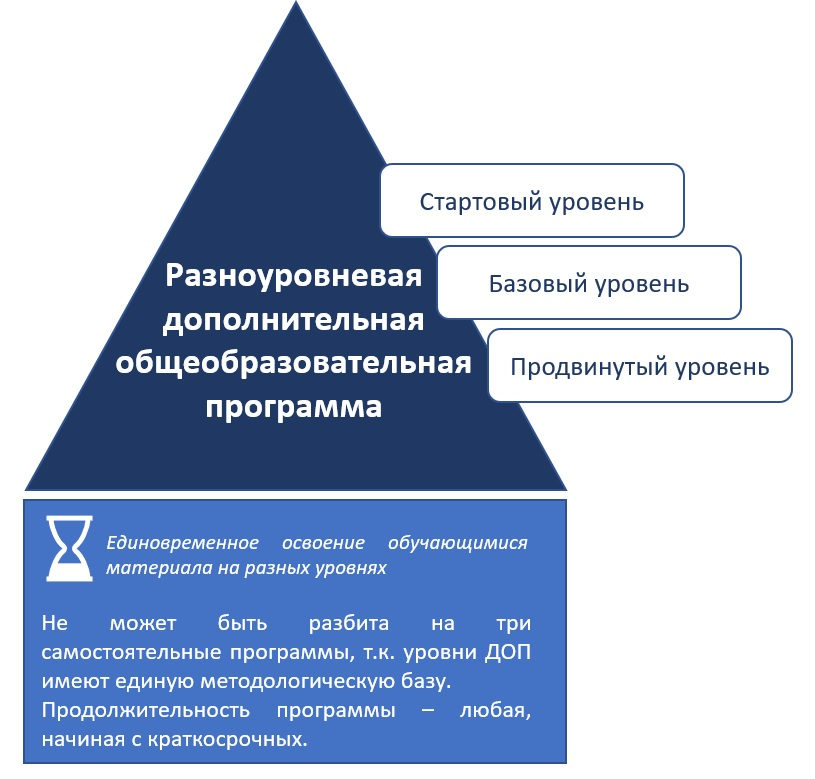 Стартовый уровень
Базовый уровень
Продвинутый уровень
Разноуровневая
дополнительная
общеобразовательная
программа
Единовременное освоение обучающимися
материала на разных уровнях
Не может быть разбита на три
самостоятельные программы, т.к. уровни ДОП
имеют единую методологическую базу.
Продолжительность программы – любая,
начиная с краткосрочных.